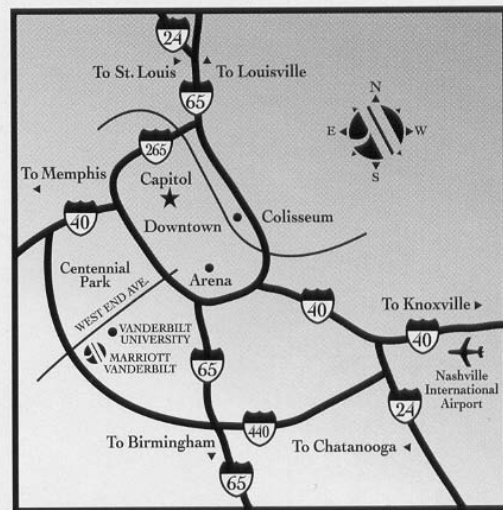 24
To St. Louis
To Louisville
65
N
E
W
S
265
To Memphis
Capitol
40
Colisseum
Downtown
Centennial
Park
Arena
WEST END AVE.
40
To Knoxville
40
VANDERBILT
UNIVERSITY
MARRIOTT
VANDERBILT
65
Nashville
International
Airport
24
440
To Birmingham
To Chatanooga
65